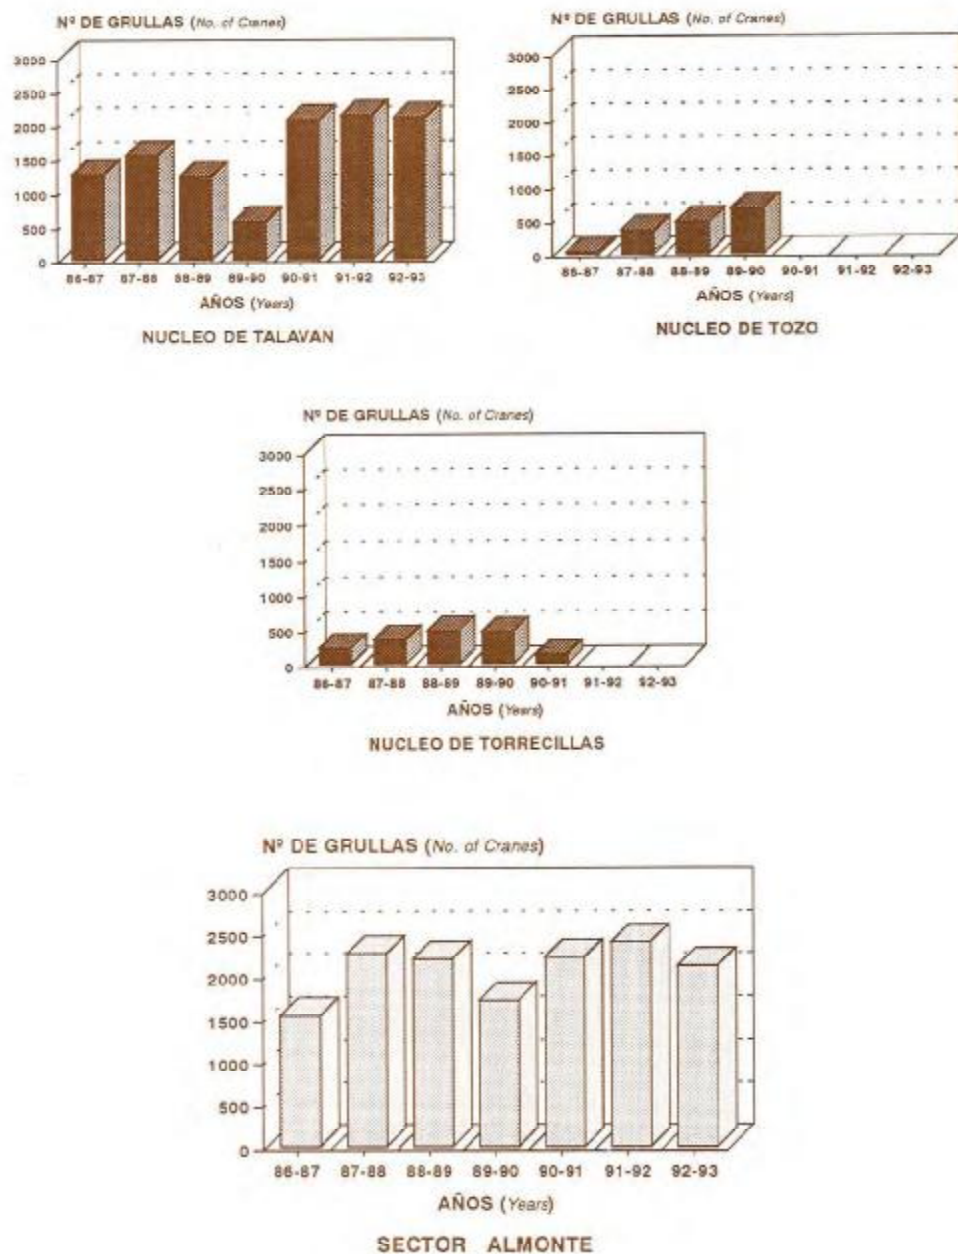 Nº DE GRULLAS (No. of Cranes)
3000
2500
2000
1500
1000
500
0
86-87 87-88 88-89 89-90 90-91 91-92 92-93
AÑOS (Years)
NUCLEO DE TALAVAN
Nº DE GRULLAS (No. of Cranes)
3000
2500
2000
1500
1000
500
0
86-87 87-88 88-89 89-90 90-91 91-92 92-93
AÑOS (Years)
NUCLEO DE TOZO
Nº DE GRULLAS (No. of Cranes)
3000
2500
2000
1500
1000
500
0
86-87 87-88 88-89 89-90 90-91 91-92 92-93
AÑOS (Years)
NUCLEO DE TORRECILLAS
Nº DE GRULLAS (No. of Cranes)
3000
2500
2000
1500
1000
500
0
86-87 87-88 88-89 89-90 90-91 91-92 92-93
AÑOS (Years)
SECTOR ALMONTE